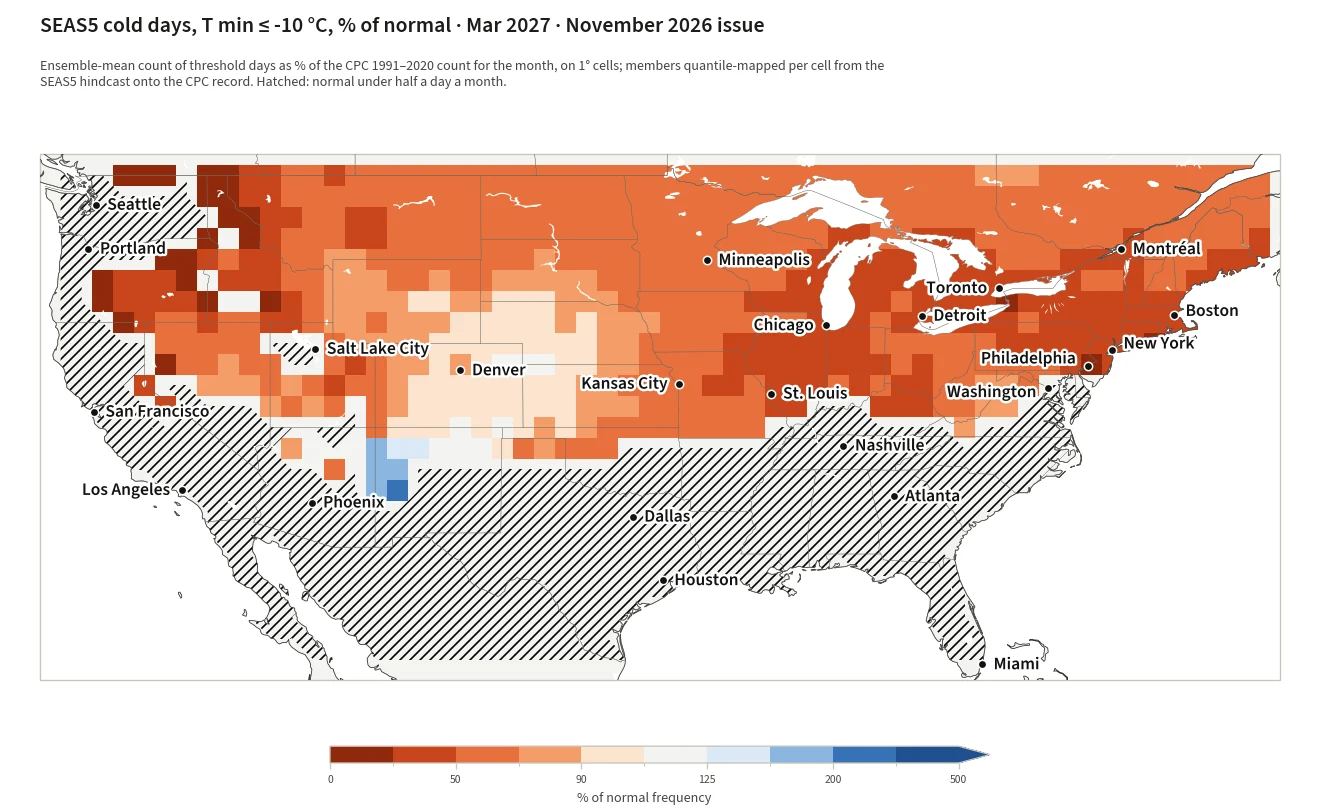 SEAS5 cold days, T min ≤ -10 °C, % of normal · Mar 2027 · November 2026 issue
Ensemble-mean count of threshold days as % of the CPC 1991–2020 count for the month, on 1° cells; members quantile-mapped per cell from the
SEAS5 hindcast onto the CPC record. Hatched: normal under half a day a month.
Seattle
Portland
Montréal
Minneapolis
Toronto
Boston
Detroit
Chicago
New York
Salt Lake City
Philadelphia
Denver
Kansas City
Washington
St. Louis
San Francisco
Nashville
Los Angeles
Atlanta
Phoenix
Dallas
Houston
Miami
0 50 90 125 200 500
% of normal frequency